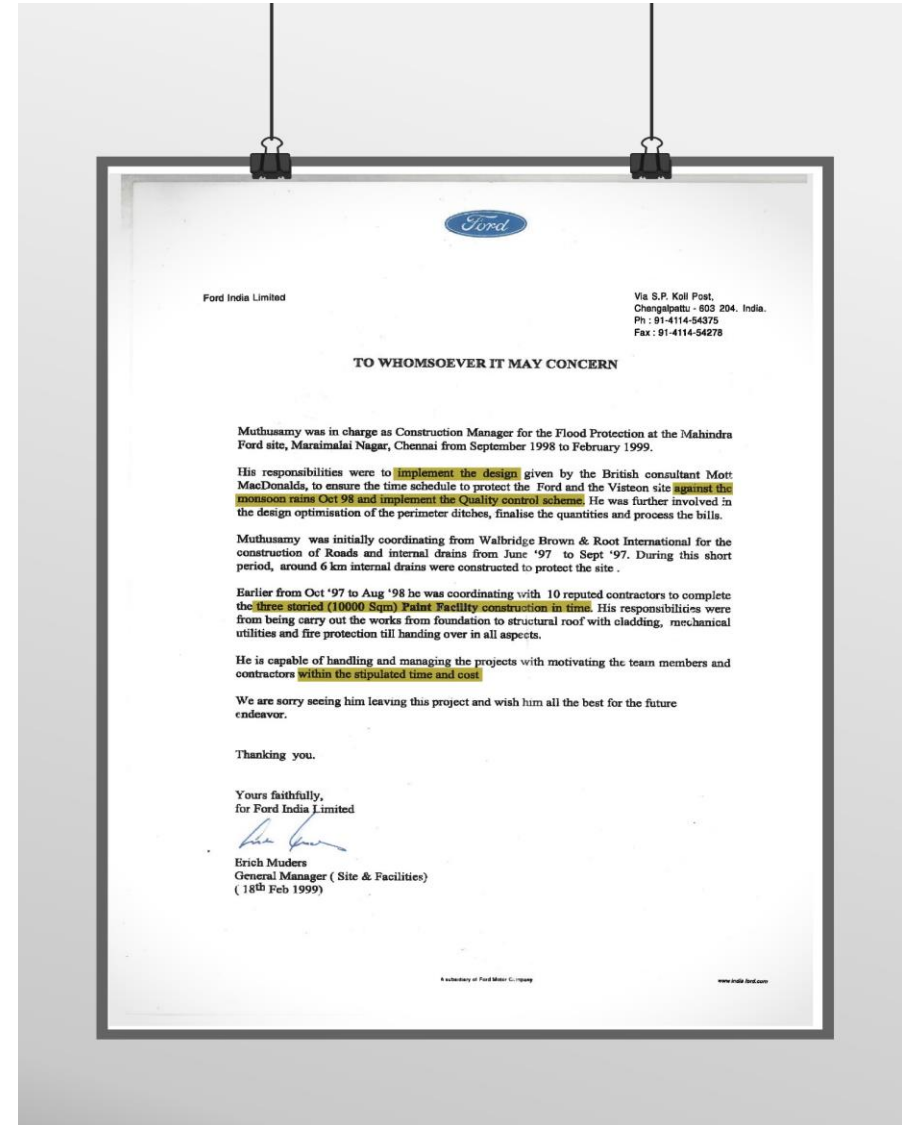 Ford
Ford India Limited
Via S.P. Koil Post,
Chengalpattu - 603 204. India.
Ph : 91-4114-54375
Fax : 91-4114-54278
TO WHOMSOEVER IT MAY CONCERN
Muthusamy was in charge as Construction Manager for the Flood Protection at the Mahindra
Ford site, Maraimalai Nagar, Chennai from September 1998 to February 1999.
His responsibilities were to implement the design given by the British consultant Mott
MacDonalds, to ensure the time schedule to protect the Ford and the Visteon site against the
monsoon rains Oct 98 and implement the Quality control scheme. He was further involved in
the design optimisation of the perimeter ditches, finalise the quantities and process the bills.
Muthusamy was initially coordinating from Walbridge Brown & Root International for the
construction of Roads and internal drains from June '97 to Sept '97. During this short
period, around 6 km internal drains were constructed to protect the site .
Earlier from Oct '97 to Aug '98 he was coordinating with 10 reputed contractors to complete
the three storied (10000 Sqm) Paint Facility construction in time. His responsibilities were
from being carry out the works from foundation to structural roof with cladding, mechanical
utilities and fire protection till handing over in all aspects.
He is capable of handling and managing the projects with motivating the team members and
contractors within the stipulated time and cost
We are sorry seeing him leaving this project and wish him all the best for the future
endeavor.
Thanking you.
Yours faithfully,
for Ford India Limited
Erich Muders
General Manager ( Site & Facilities)
( 18th Feb 1999)
A subsidiary of Ford Motor Company
www.india.ford.com